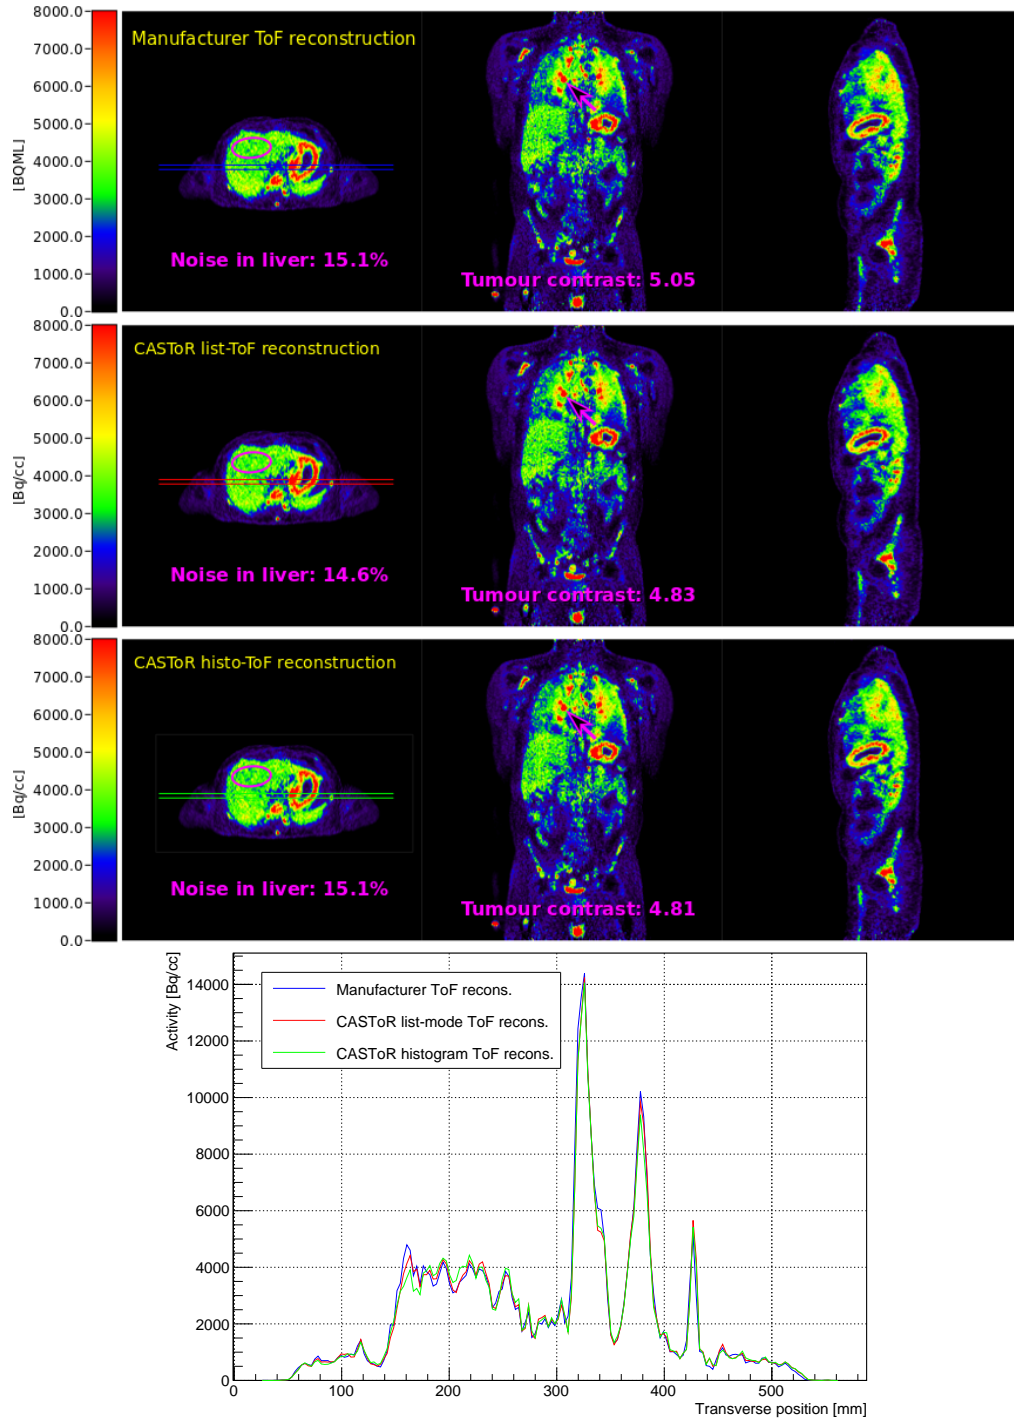 8000.0
7000.0
6000.0
5000.0
4000.0
3000.0
2000.0
1000.0
0.0
[BQML]
Manufacturer ToF reconstruction
Noise in liver: 15.1%
Tumour contrast: 5.05
8000.0
7000.0
6000.0
5000.0
4000.0
3000.0
2000.0
1000.0
0.0
[Bq/cc]
CASToR list-ToF reconstruction
Noise in liver: 14.6%
Tumour contrast: 4.83
8000.0
7000.0
6000.0
5000.0
4000.0
3000.0
2000.0
1000.0
0.0
[Bq/cc]
CASToR histo-ToF reconstruction
Noise in liver: 15.1%
Tumour contrast: 4.81
Activity [Bq/cc]
14000
12000
10000
8000
6000
4000
2000
0
Manufacturer ToF recons.
CASToR list-mode ToF recons.
CASToR histogram ToF recons.
0 100 200 300 400 500
Transverse position [mm]